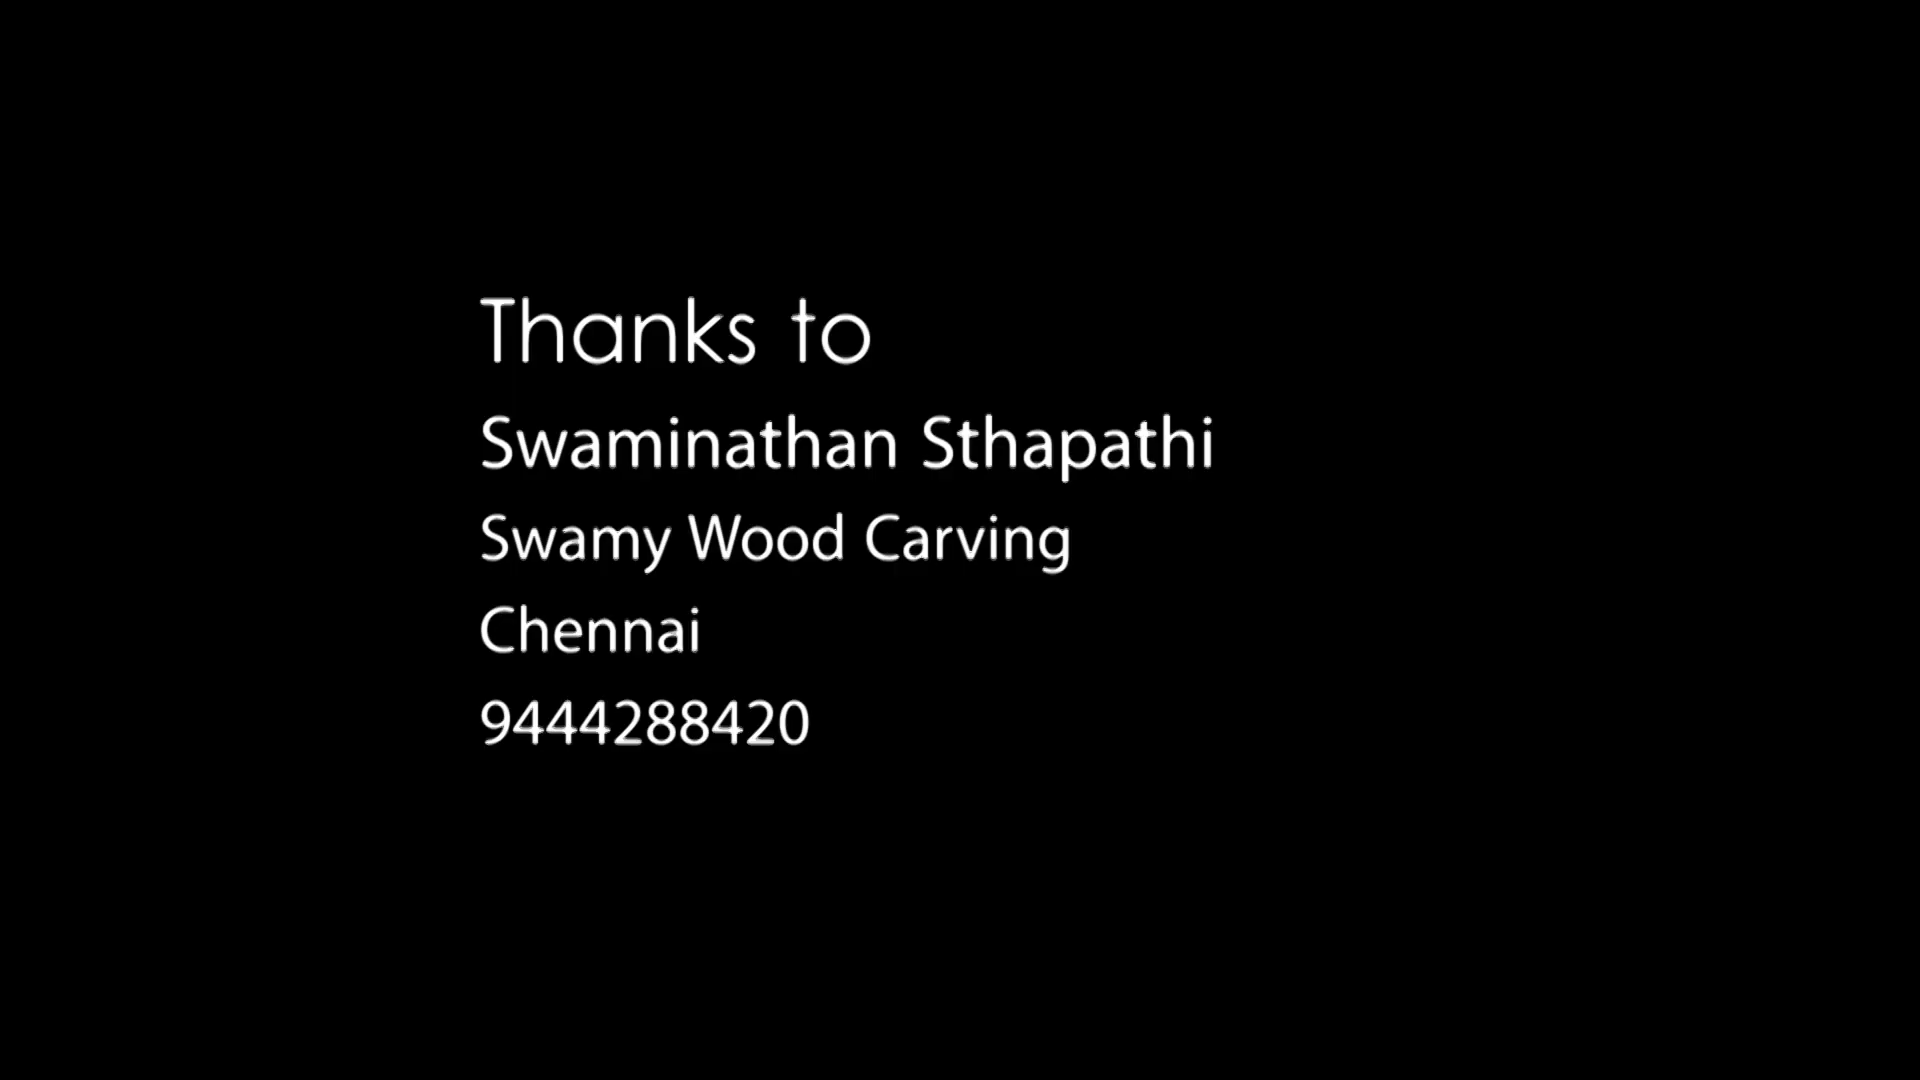 Thanks to
Swaminathan Sthapathi
Swamy Wood Carving
Chennai
9444288420